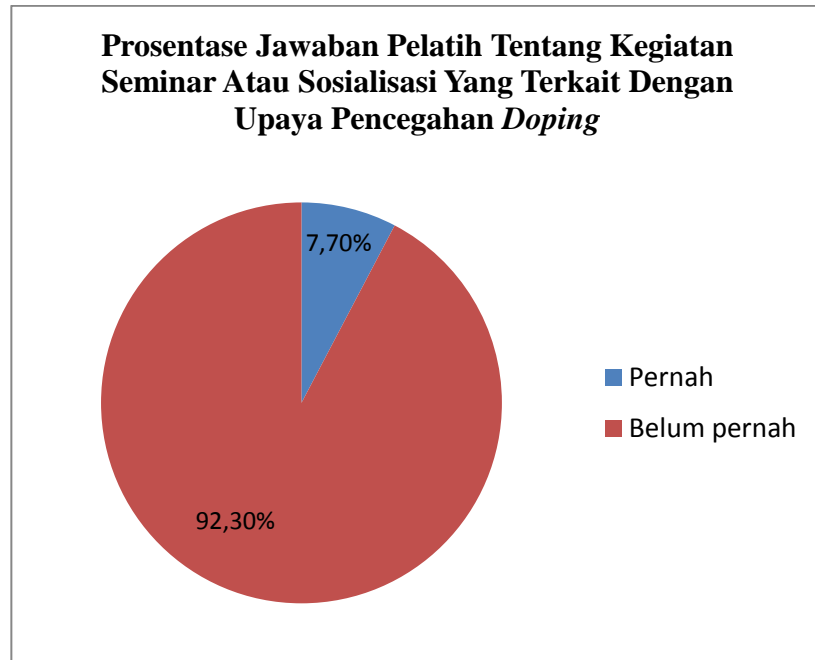 Prosentase Jawaban Pelatih Tentang Kegiatan
Seminar Atau Sosialisasi Yang Terkait Dengan
Upaya Pencegahan Doping
7,70%
Pernah
Belum pernah
92,30%